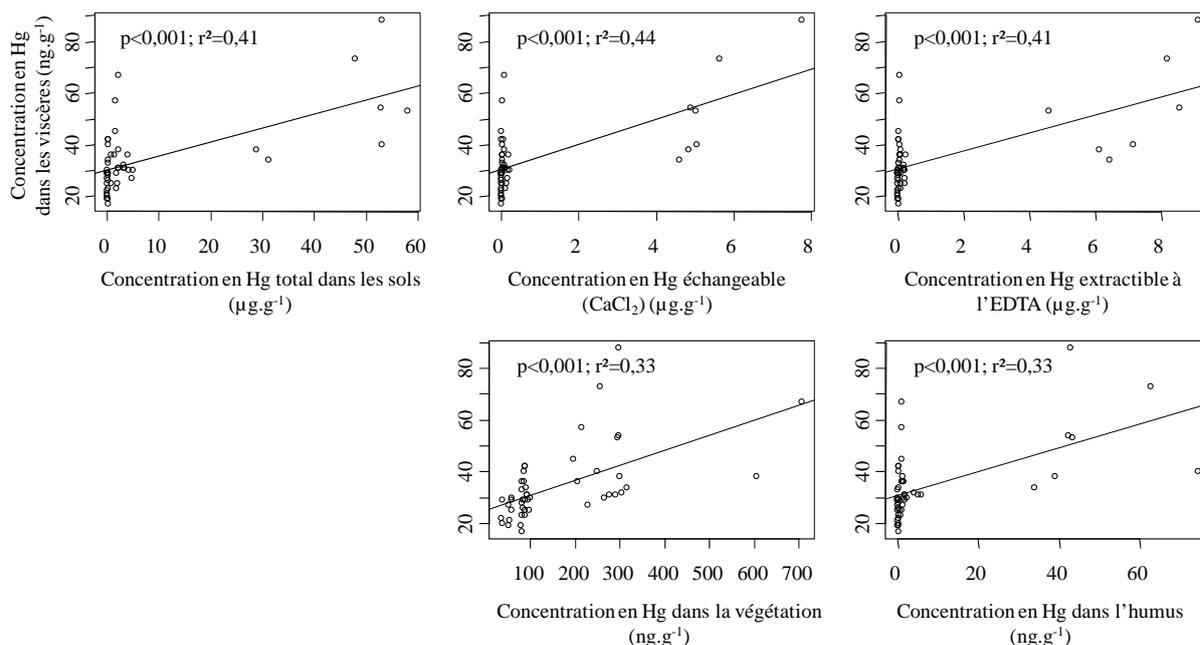 Concentration en Hg
dans les viscères (ng.g-1)
p<0,001; r²=0,41
20 40 60 80
0 10 20 30 40 50 60
Concentration en Hg total dans les sols
(µg.g-1)
p<0,001; r²=0,44
20 40 60 80
0 2 4 6 8
Concentration en Hg échangeable
(CaCl2) (µg.g-1)
p<0,001; r²=0,41
20 40 60 80
0 2 4 6 8
Concentration en Hg extractible à
l'EDTA (µg.g-1)
p<0,001; r²=0,33
20 40 60 80
100 200 300 400 500 600 700
Concentration en Hg dans la végétation
(ng.g-1)
p<0,001; r²=0,33
20 40 60 80
0 20 40 60
Concentration en Hg dans l'humus
(ng.g-1)